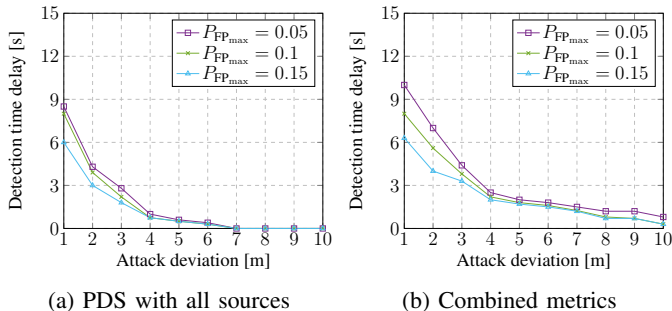 15
12
9
6
3
0
Detection time delay [s]
P_FPmax = 0.05
P_FPmax = 0.1
P_FPmax = 0.15
1 2 3 4 5 6 7 8 9 10
Attack deviation [m]
(a) PDS with all sources
15
12
9
6
3
0
Detection time delay [s]
P_FPmax = 0.05
P_FPmax = 0.1
P_FPmax = 0.15
1 2 3 4 5 6 7 8 9 10
Attack deviation [m]
(b) Combined metrics